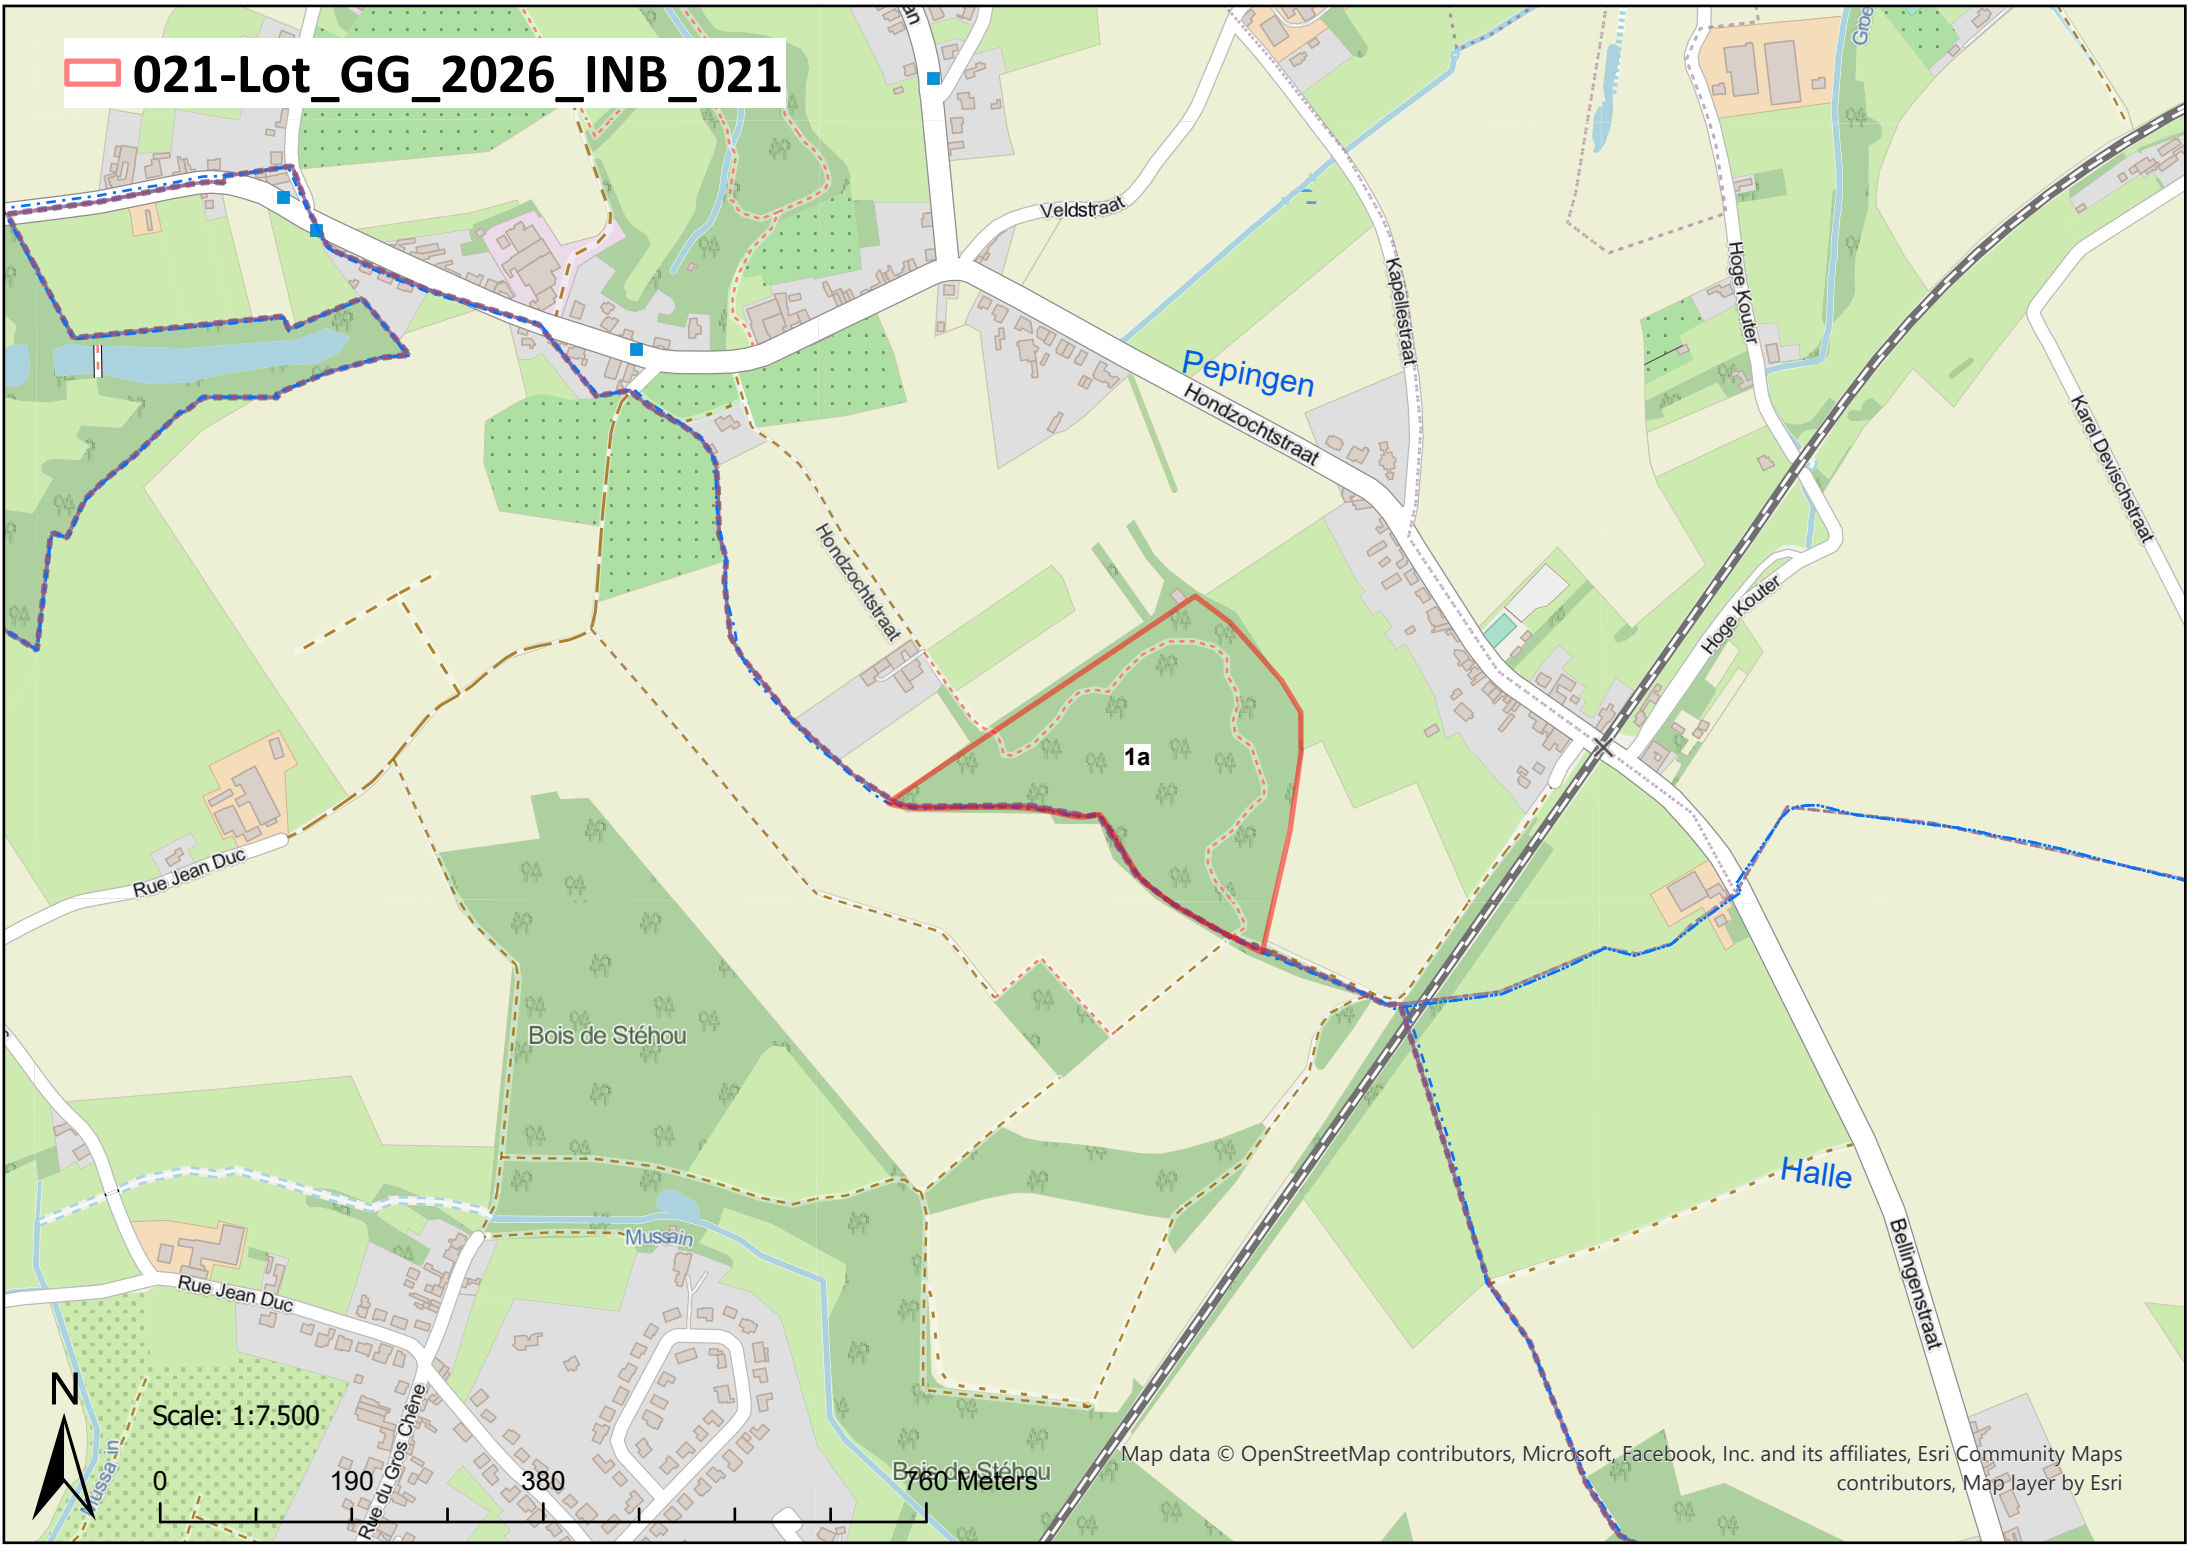 021-Lot_GG_2026_INB_021
an
Groe
Veldstraat
Kapellestraat
Hoge Kouter
Pepingen
Hondzochtstraat
Karel Devischstraat
Hondzochtstraat
Hoge Kouter
1a
Rue Jean Duc
Bois de Stéhou
Halle
Mussain
Rue Jean Duc
Bellingenstraat
N
Scale: 1:7.500
Rue du Gros Chêne
Mussain
Bois de Stéhou
0 190 380 760 Meters
Map data © OpenStreetMap contributors, Microsoft, Facebook, Inc. and its affiliates, Esri Community Maps
contributors, Map layer by Esri